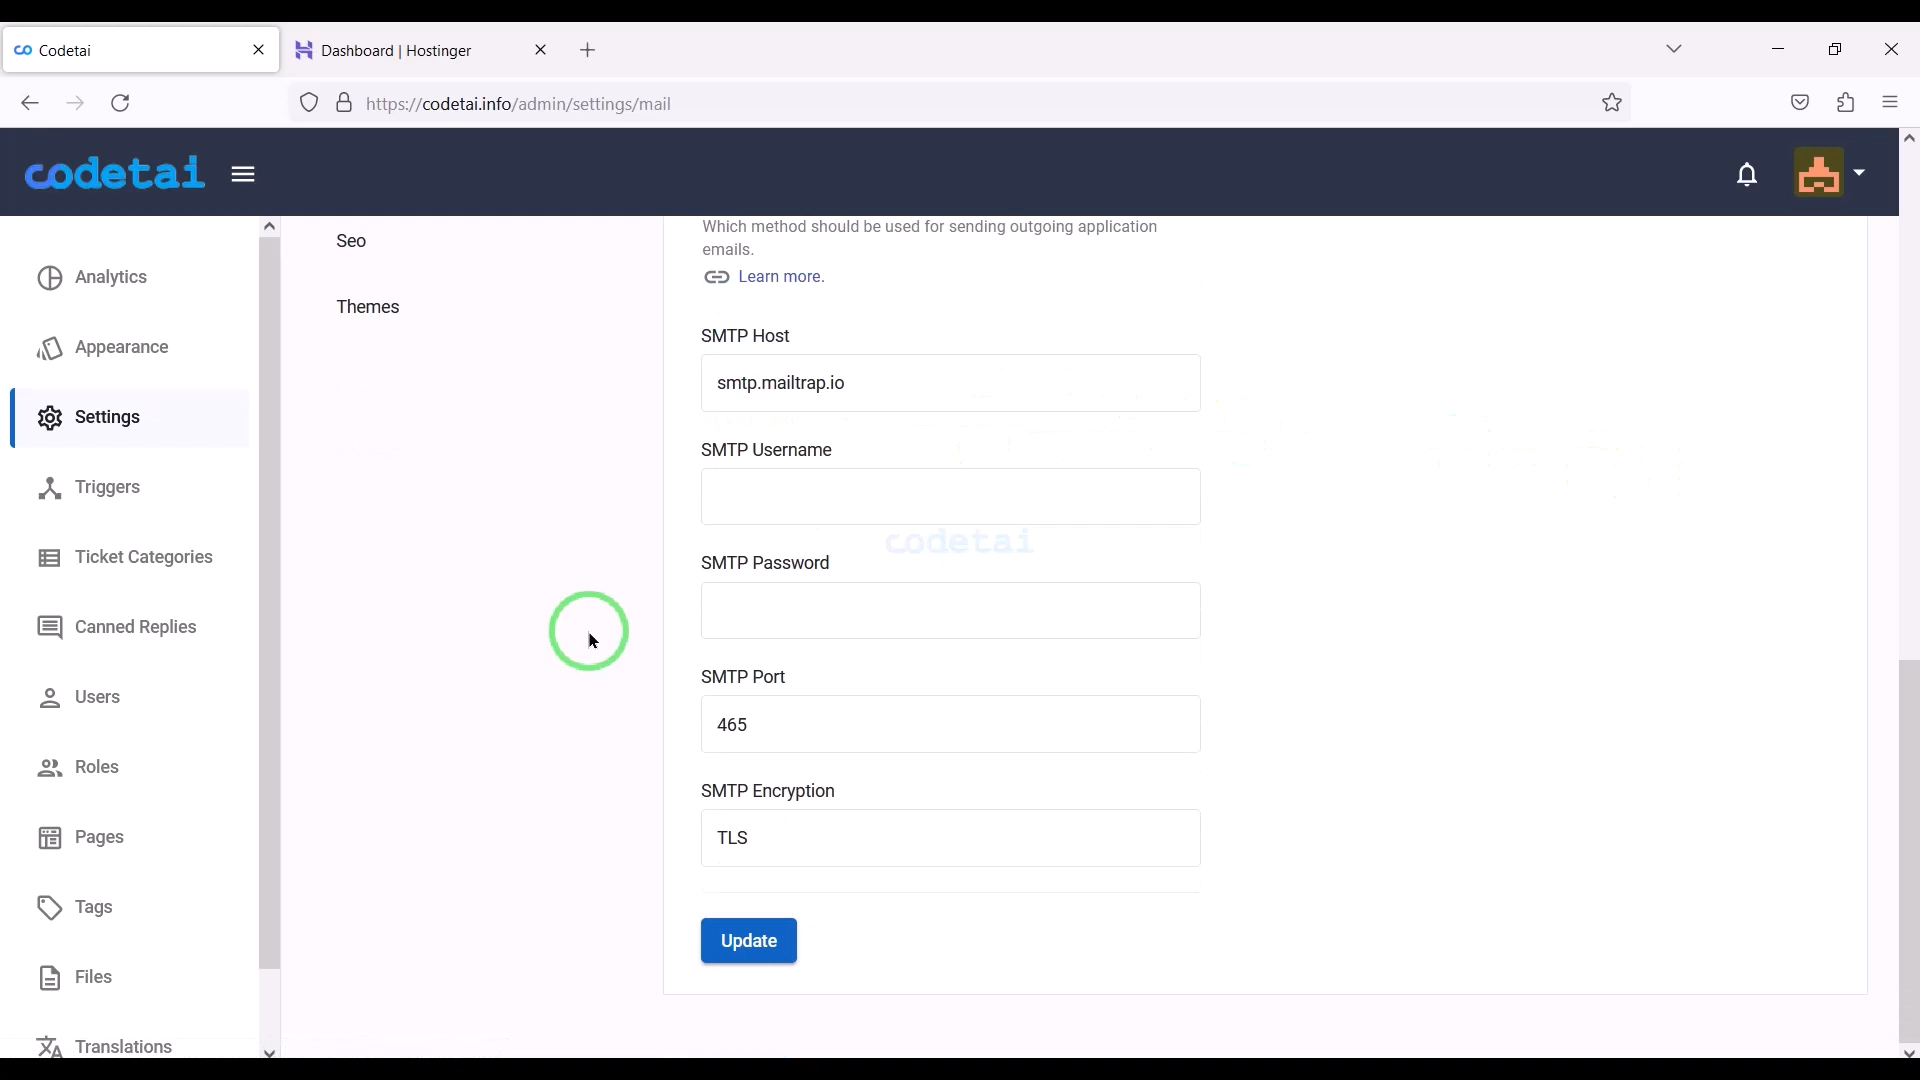 Codetai
Dashboard | Hostinger
https://codetai.info/admin/settings/mail
codetai
Analytics
Appearance
Settings
Triggers
Ticket Categories
Canned Replies
Users
Roles
Pages
Tags
Files
Translations
Seo
Themes
Which method should be used for sending outgoing application
emails.
Learn more.
SMTP Host
smtp.mailtrap.io
SMTP Username
codetai
SMTP Password
SMTP Port
465
SMTP Encryption
TLS
Update